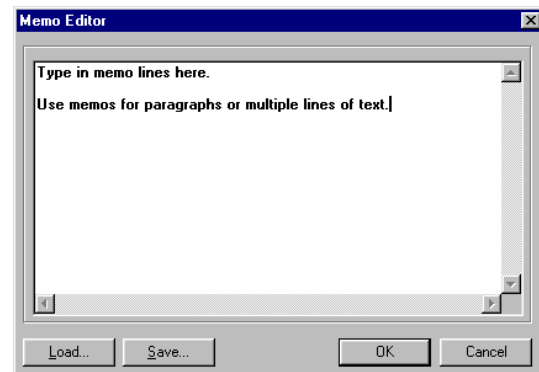 Memo Editor
Type in memo lines here.
Use memos for paragraphs or multiple lines of text.
Load... Save... OK Cancel